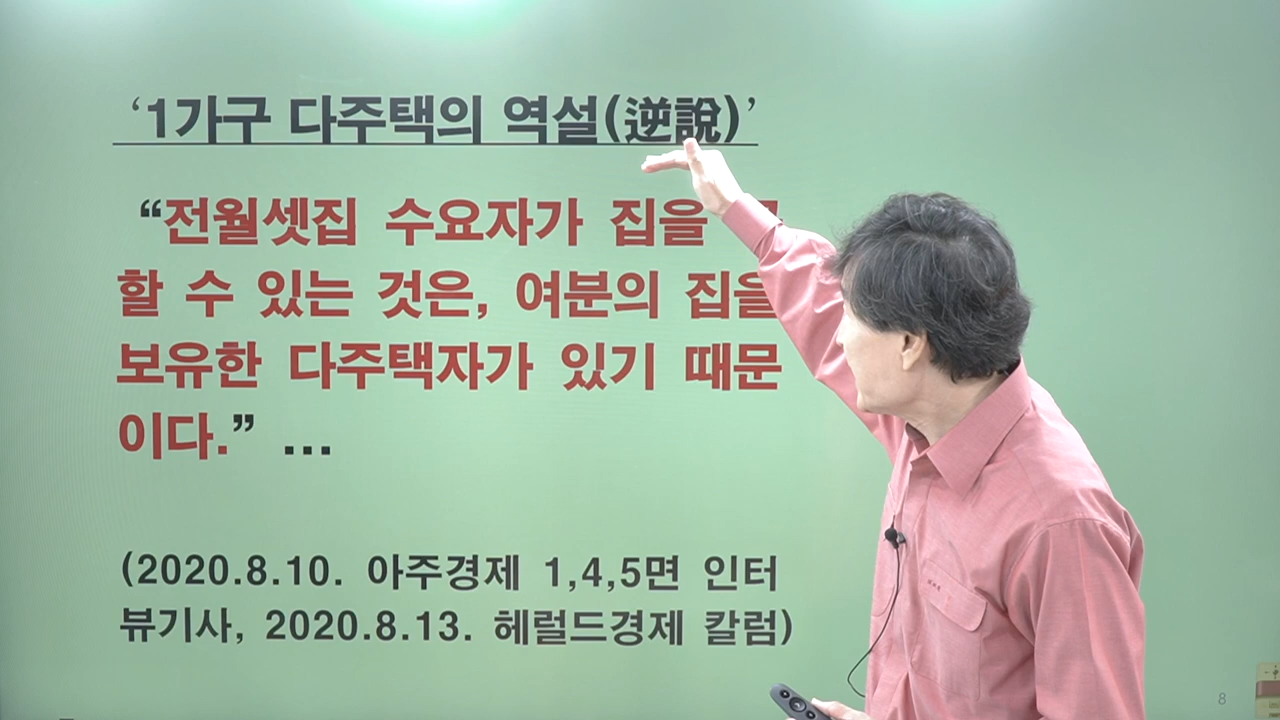 ‘1가구 다주택의 역설(逆說)’
“전월셋집 수요자가 집을
할 수 있는 것은, 여분의 집을
보유한 다주택자가 있기 때문
이다.” ...
(2020.8.10. 아주경제 1,4,5면 인터
뷰기사, 2020.8.13. 헤럴드경제 칼럼)
8